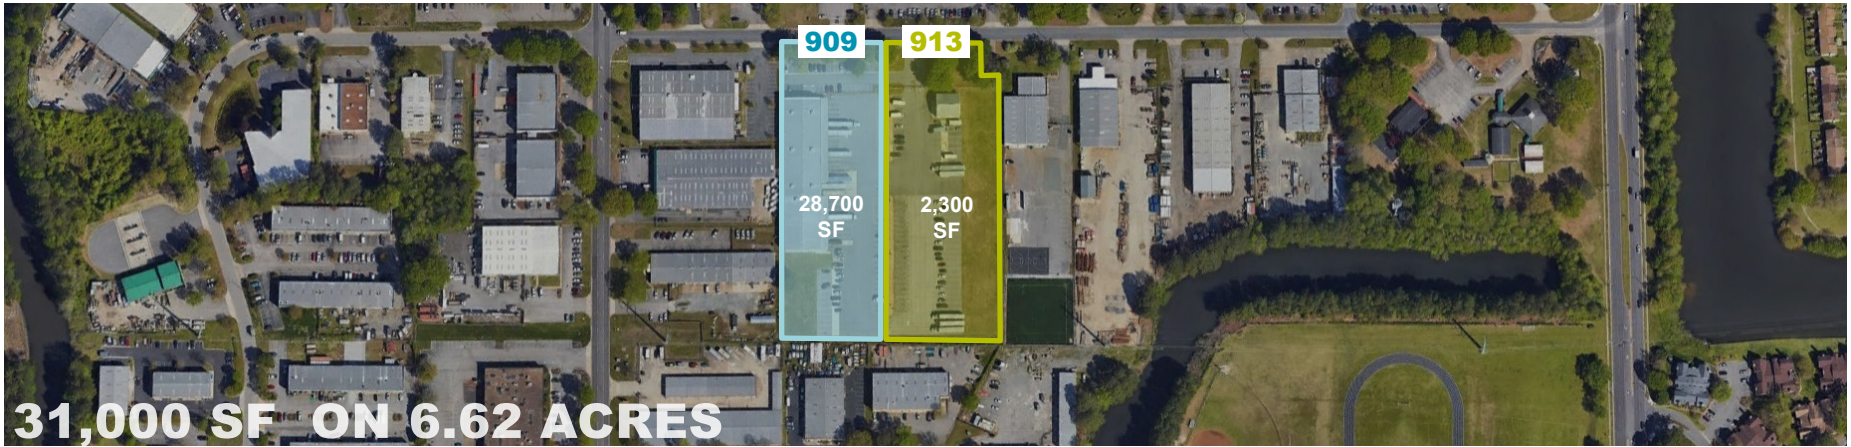 909
913
28,700
SF
2,300
SF
31,000 SF ON 6.62 ACRES